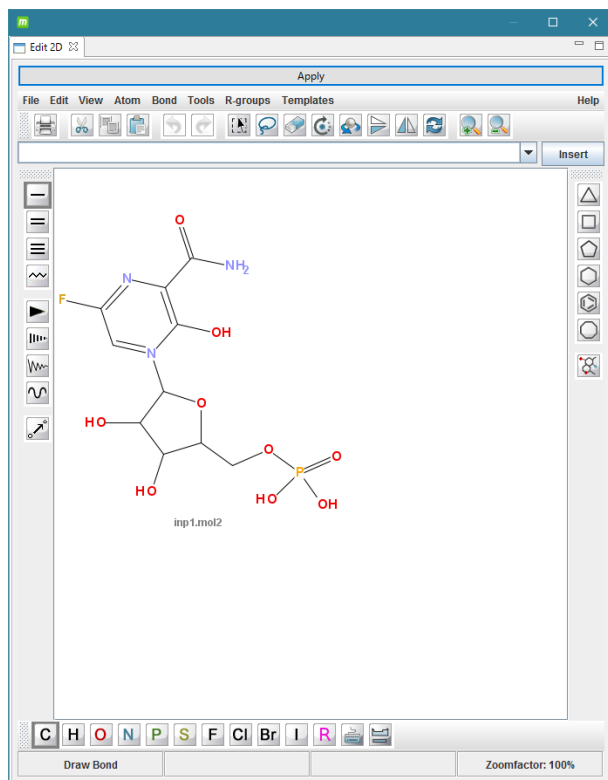 m
Edit 2D
Apply
File Edit View Atom Bond Tools R-groups Templates Help
Insert
O
NH2
N
F
OH
N
O
HO
O
O
P
HO
HO
OH
inp1.mol2
C H O N P S F Cl Br I R
Draw Bond Zoomfactor: 100%